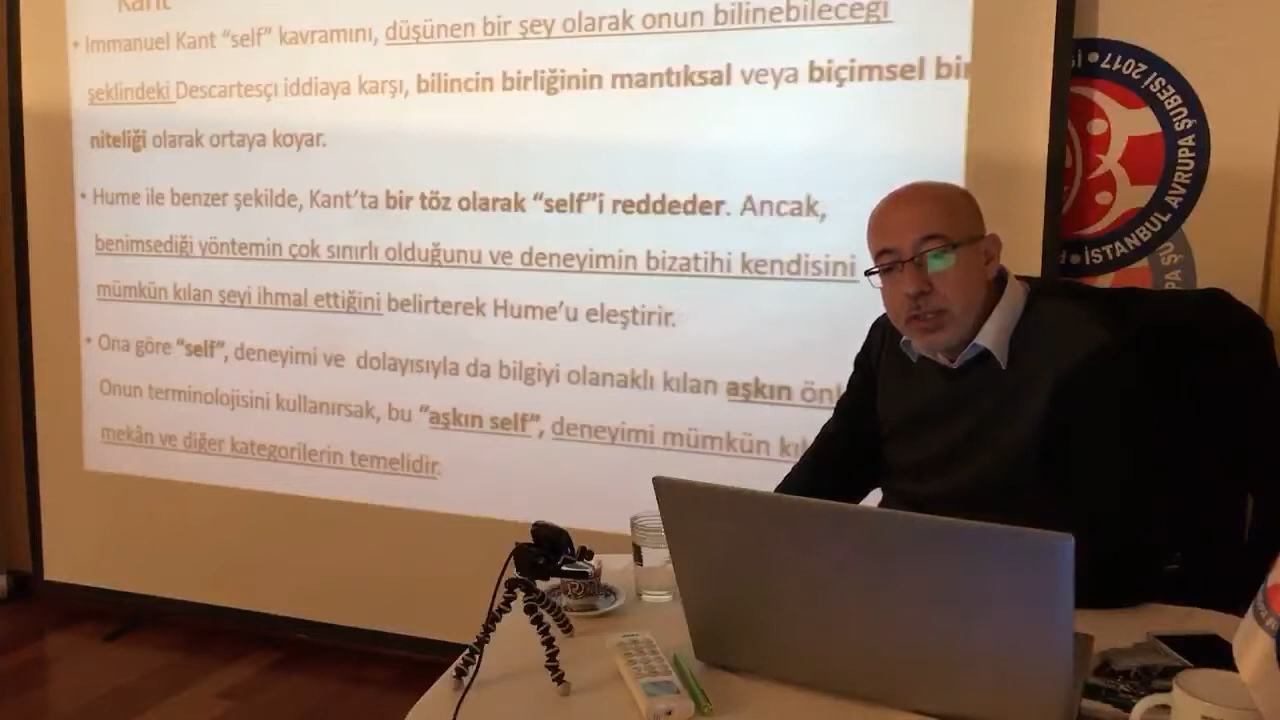 Kant
• Immanuel Kant “self” kavramını, düşünen bir şey olarak onun bilinebileceği
şeklindeki Descartesçı iddiaya karşı, bilincin birliğinin mantıksal veya biçimsel bir
niteliği olarak ortaya koyar.
• Hume ile benzer şekilde, Kant’ta bir töz olarak “self”i reddeder. Ancak,
benimsediği yöntemin çok sınırlı olduğunu ve deneyimin bizatihi kendisini
mümkün kılan şeyi ihmal ettiğini belirterek Hume’u eleştirir.
• Ona göre “self”, deneyimi ve dolayısıyla da bilgiyi olanaklı kılan aşkın
Onun terminolojisini kullanırsak, bu “aşkın self”, deneyimi mümkün
mekân ve diğer kategorilerin temelidir.
• İSTANBUL AVRUPA ŞUBESİ 2017 •